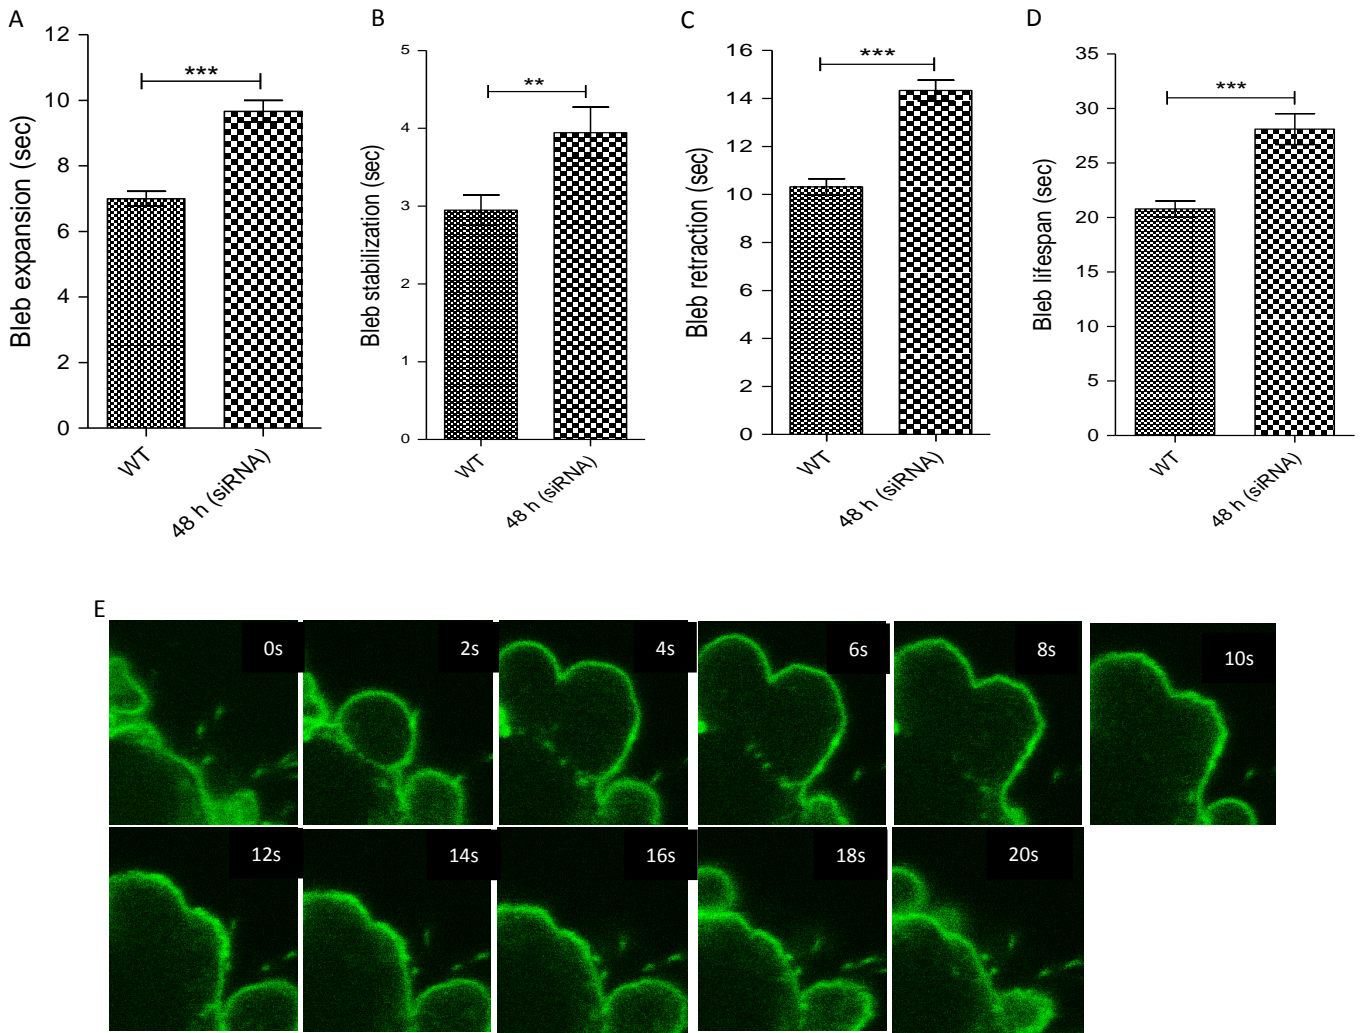 A
Bleb expansion (sec)
12
10
8
6
4
2
0
***
WT
48 h (siRNA)
B
Bleb stabilization (sec)
5
4
3
2
1
0
**
WT
48 h (siRNA)
C
Bleb retraction (sec)
16
14
12
10
8
6
4
2
0
***
WT
48 h (siRNA)
D
Bleb lifespan (sec)
35
30
25
20
15
10
5
0
***
WT
48 h (siRNA)
E
0s
2s
4s
6s
8s
10s
12s
14s
16s
18s
20s